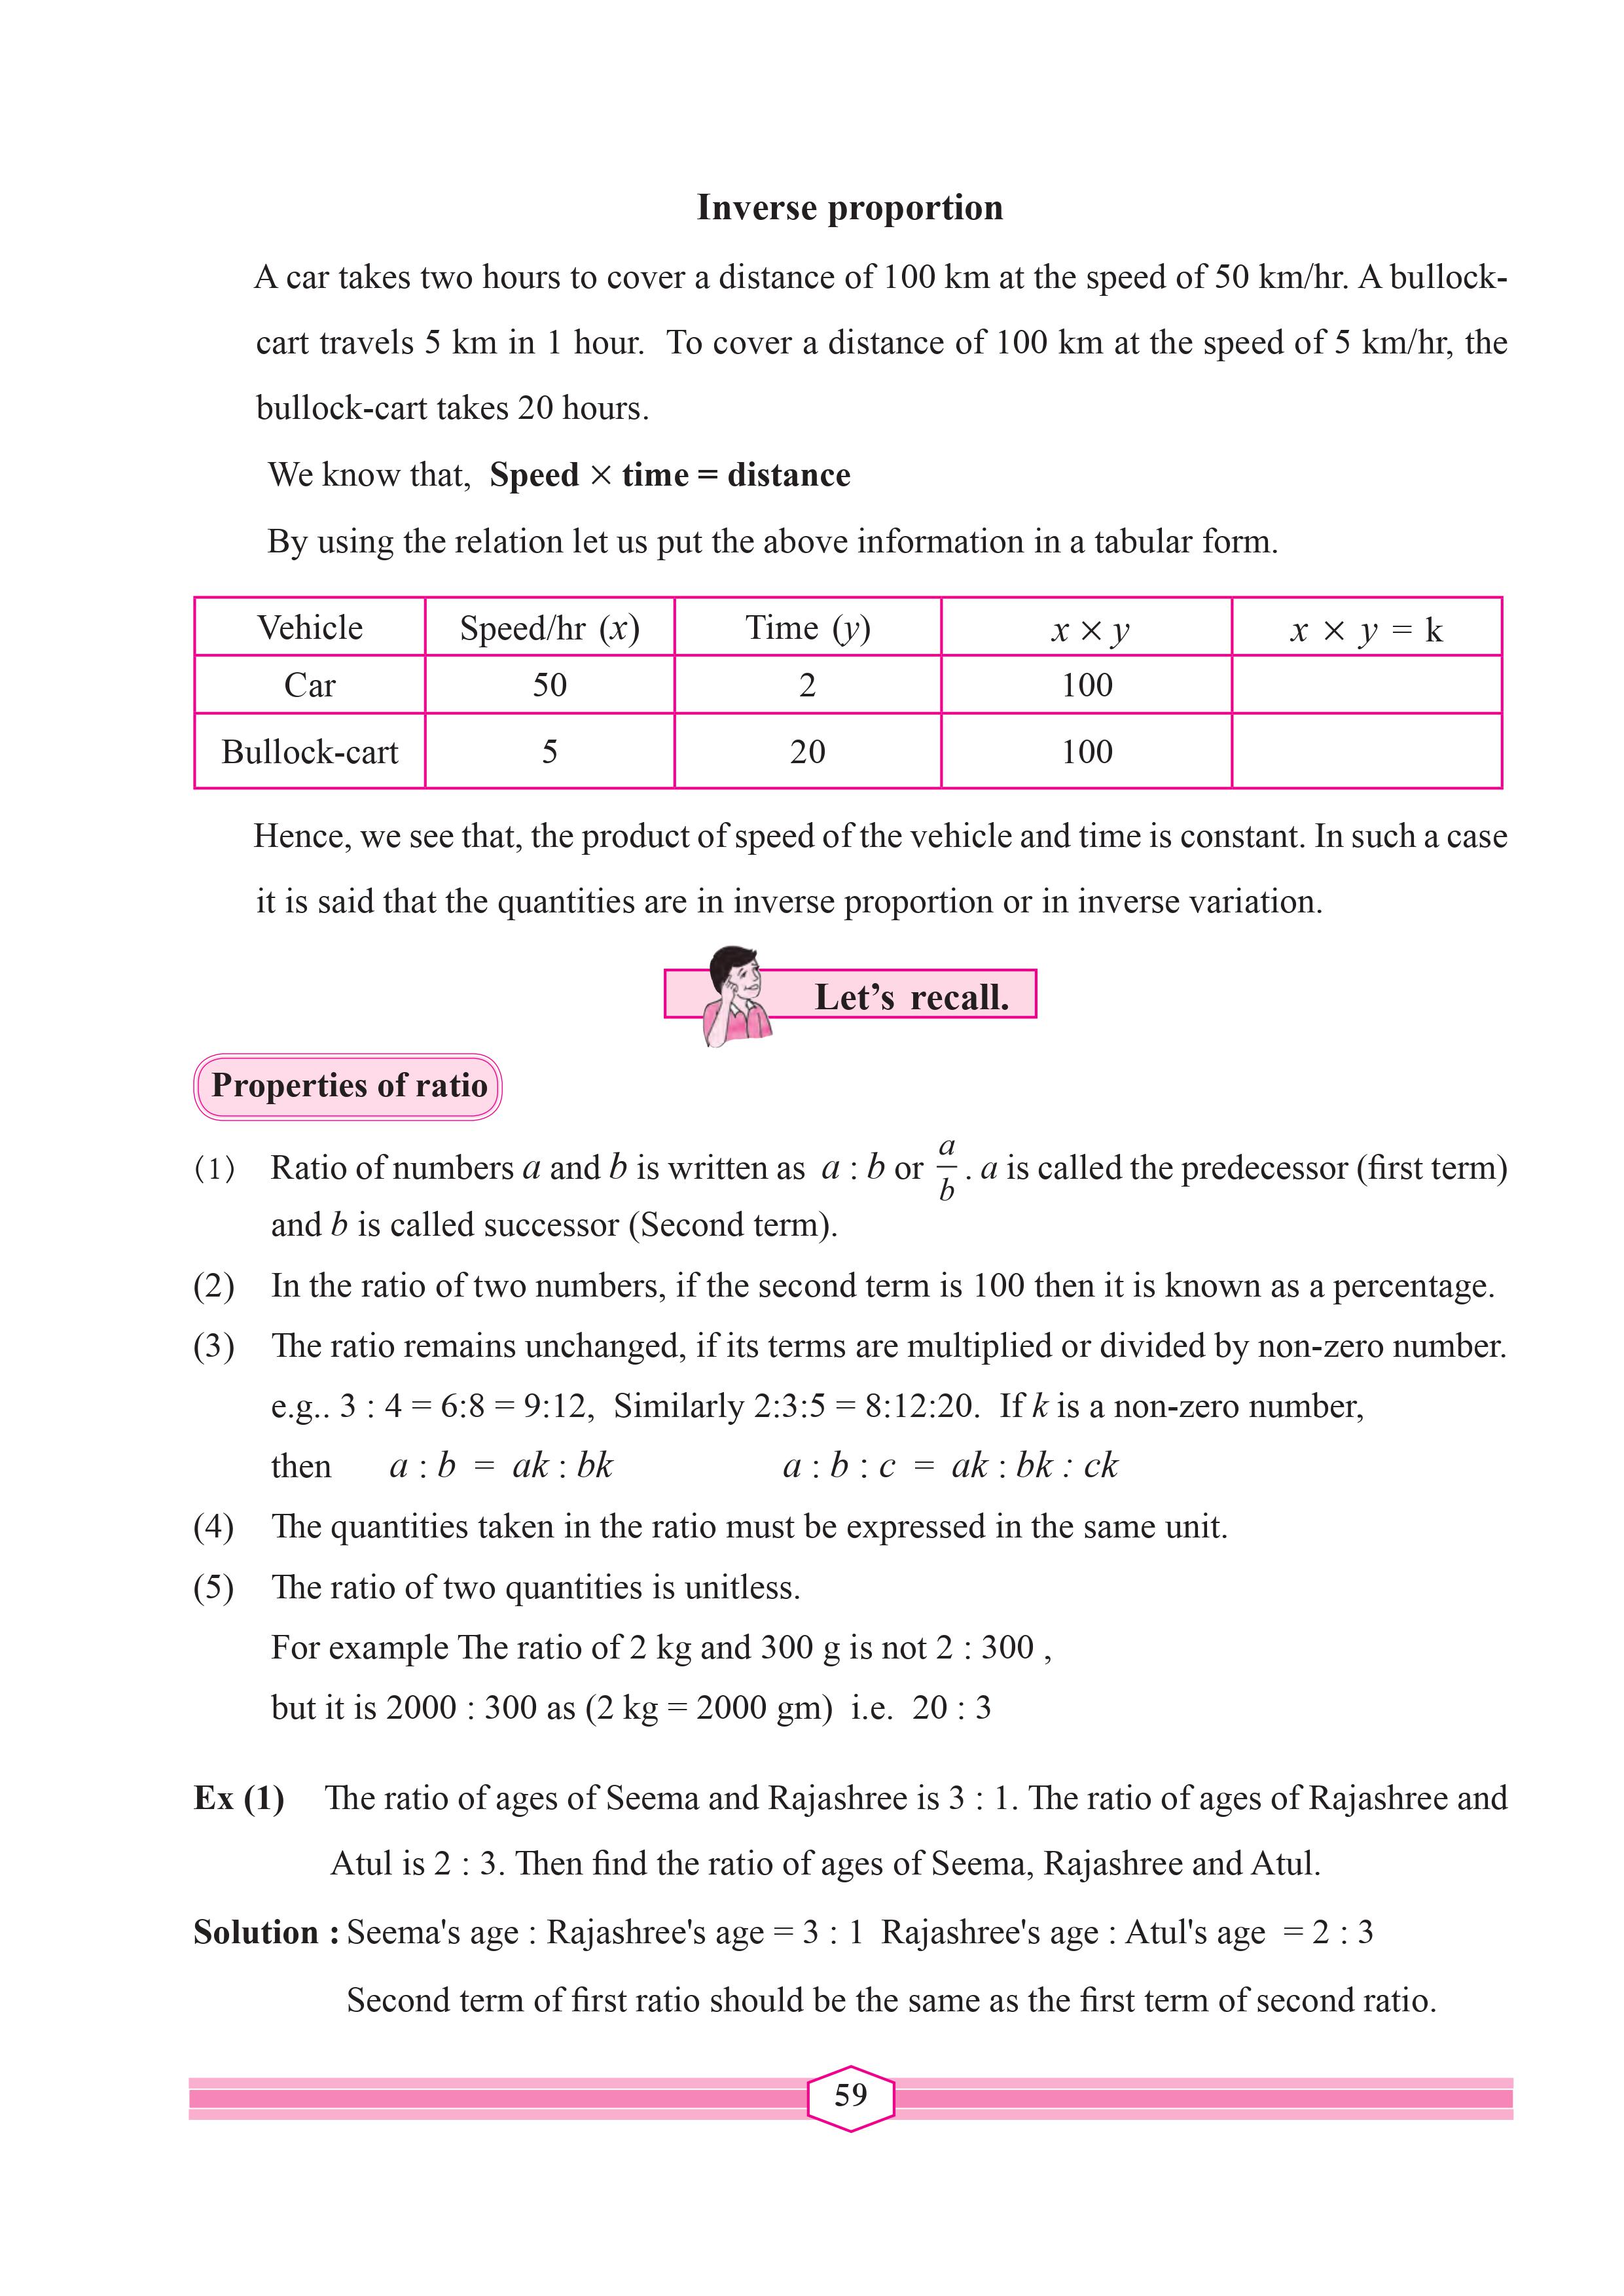 Inverse proportion
A car takes two hours to cover a distance of 100 km at the speed of 50 km/hr. A bullock-
cart travels 5 km in 1 hour.  To cover a distance of 100 km at the speed of 5 km/hr, the
bullock-cart takes 20 hours.
We know that,  Speed × time = distance
By using the relation let us put the above information in a tabular form.
Vehicle Speed/hr (x) Time (y) x × y x × y = k
Car 50 2 100
Bullock-cart 5 20 100
Hence, we see that, the product of speed of the vehicle and time is constant. In such a case
it is said that the quantities are in inverse proportion or in inverse variation.
Let’s recall.
Properties of ratio
(1) Ratio of numbers a and b is written as a : b or a/b . a is called the predecessor (first term)
and b is called successor (Second term).
(2) In the ratio of two numbers, if the second term is 100 then it is known as a percentage.
(3) The ratio remains unchanged, if its terms are multiplied or divided by non-zero number.
e.g.. 3 : 4 = 6:8 = 9:12,  Similarly 2:3:5 = 8:12:20.  If k is a non-zero number,
then a : b = ak : bk a : b : c = ak : bk : ck
(4) The quantities taken in the ratio must be expressed in the same unit.
(5) The ratio of two quantities is unitless.
For example The ratio of 2 kg and 300 g is not 2 : 300 ,
but it is 2000 : 300 as (2 kg = 2000 gm)  i.e.  20 : 3
Ex (1) The ratio of ages of Seema and Rajashree is 3 : 1. The ratio of ages of Rajashree and
Atul is 2 : 3. Then find the ratio of ages of Seema, Rajashree and Atul.
Solution : Seema's age : Rajashree's age = 3 : 1  Rajashree's age : Atul's age  = 2 : 3
Second term of first ratio should be the same as the first term of second ratio.
59